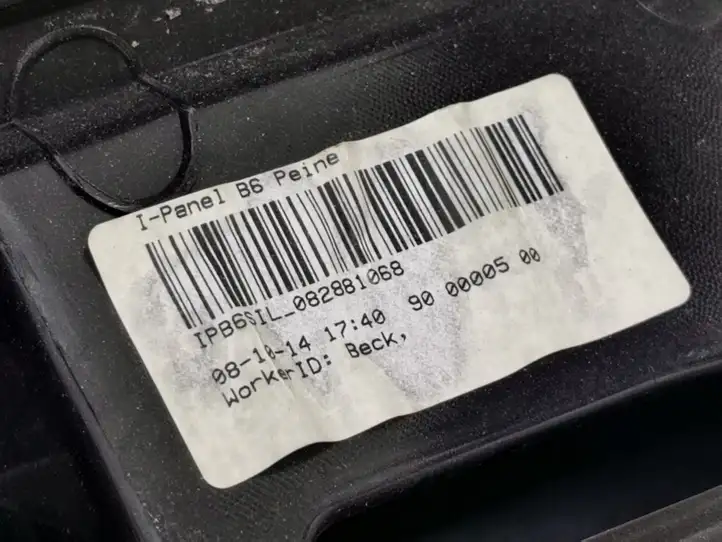 I-Panel B6 Peine
IPB6SIL_082881068
08-10-14 17:40 90 00005 00
WorkerID: Beck,